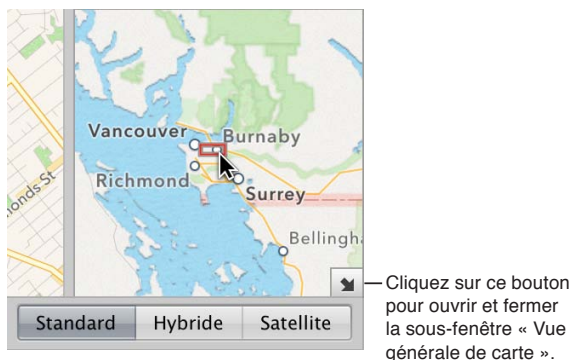 Vancouver
Burnaby
Richmond
onds St
Surrey
Bellingh
Standard Hybride Satellite
Cliquez sur ce bouton
pour ouvrir et fermer
la sous-fenêtre « Vue
générale de carte ».